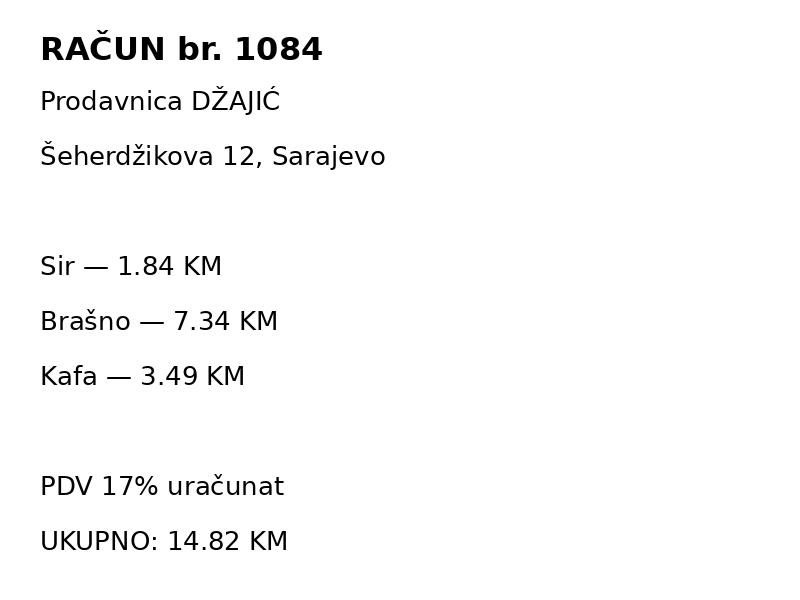 RAČUN br. 1084
Prodavnica DŽAJIĆ
Šeherdžikova 12, Sarajevo
Sir — 1.84 KM
Brašno — 7.34 KM
Kafa — 3.49 KM
PDV 17% uračunat
UKUPNO: 14.82 KM